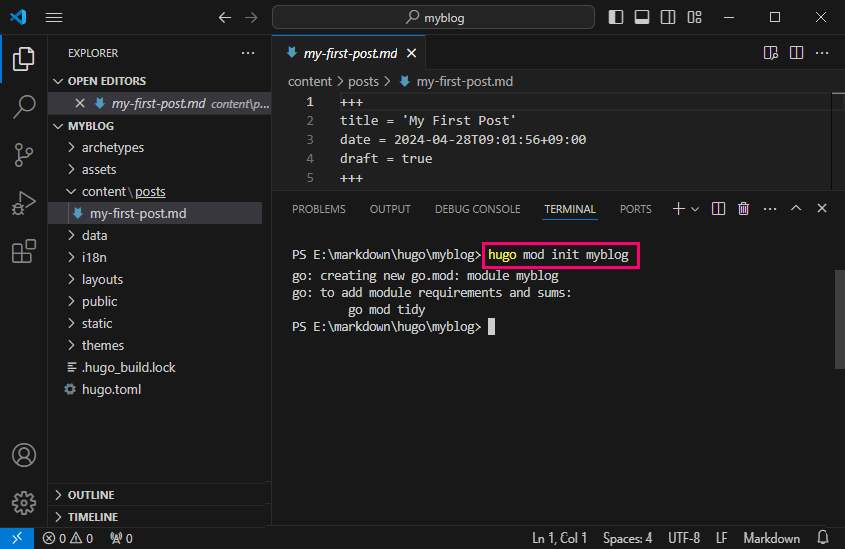 myblog
EXPLORER
OPEN EDITORS
my-first-post.md content\p...
MYBLOG
archetypes
assets
content\posts
my-first-post.md
data
i18n
layouts
public
static
themes
.hugo_build.lock
hugo.toml
OUTLINE
TIMELINE
my-first-post.md
content > posts > my-first-post.md
1 +++
2 title = 'My First Post'
3 date = 2024-04-28T09:01:56+09:00
4 draft = true
5 +++
PROBLEMS OUTPUT DEBUG CONSOLE TERMINAL PORTS
PS E:\markdown\hugo\myblog> hugo mod init myblog
go: creating new go.mod: module myblog
go: to add module requirements and sums:
go mod tidy
PS E:\markdown\hugo\myblog>
0 0 0 Ln 1, Col 1 Spaces: 4 UTF-8 LF Markdown